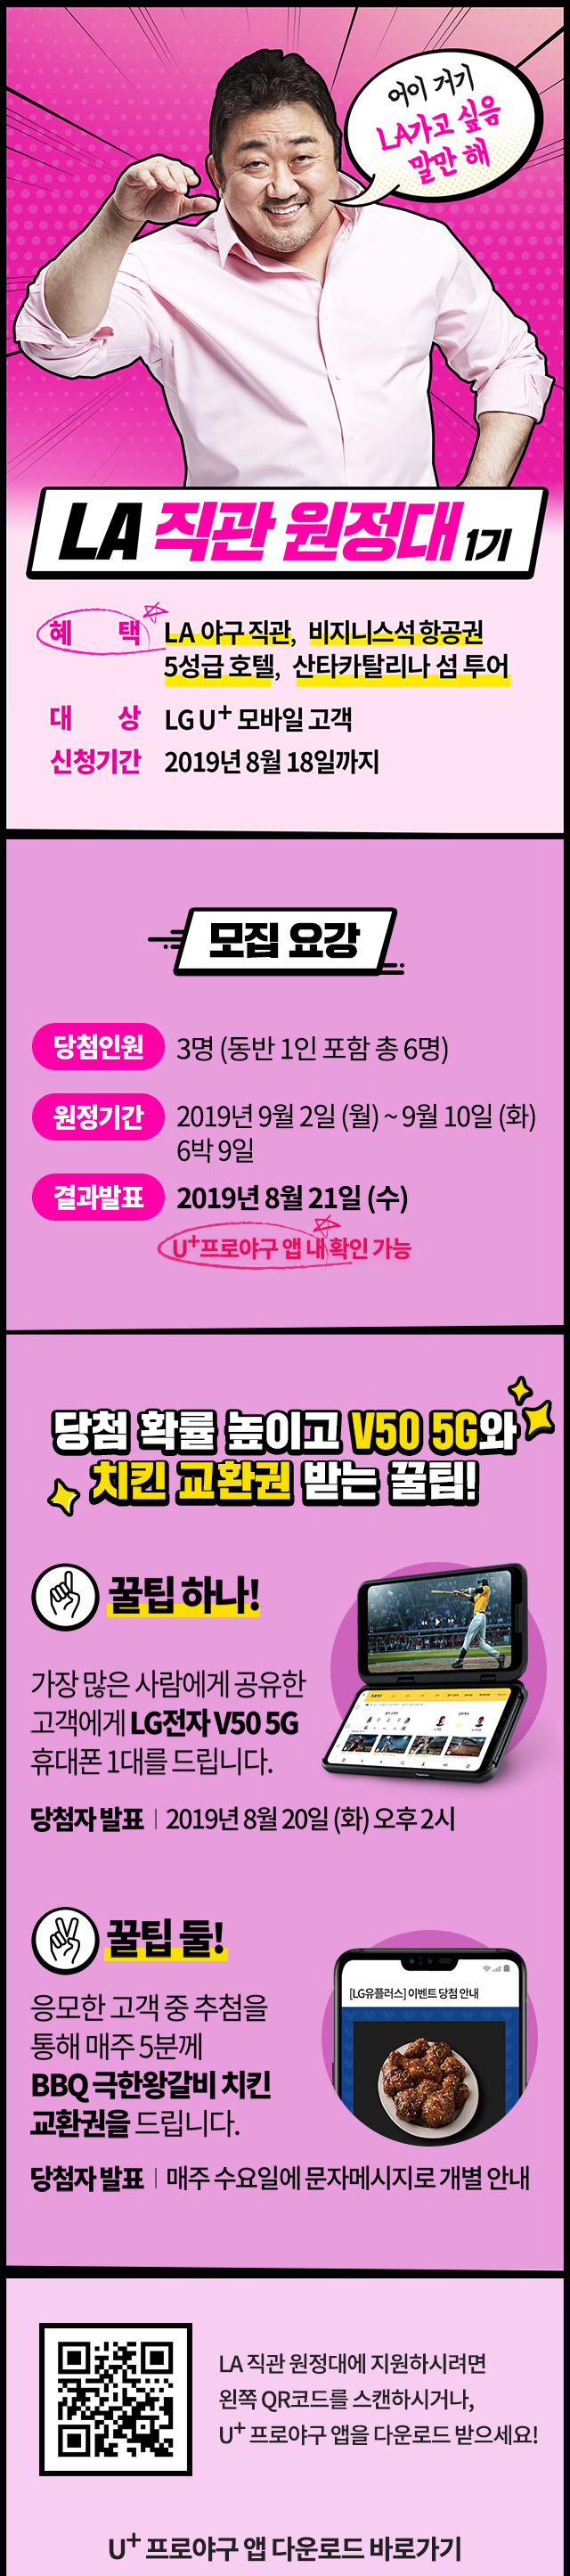 어이 거기
LA가고 싶음
말만 해
LA 직관 원정대 1기
혜 택 LA 야구 직관, 비지니스석 항공권
5성급 호텔, 산타카탈리나 섬 투어
대 상 LG U+ 모바일 고객
신청기간 2019년 8월 18일까지
모집 요강
당첨인원 3명 (동반 1인 포함 총 6명)
원정기간 2019년 9월 2일 (월) ~ 9월 10일 (화)
6박 9일
결과발표 2019년 8월 21일 (수)
U+프로야구 앱 내 확인 가능
당첨 확률 높이고 V50 5G와
치킨 교환권 받는 꿀팁!
꿀팁 하나!
가장 많은 사람에게 공유한
고객에게 LG전자 V50 5G
휴대폰 1대를 드립니다.
당첨자 발표 | 2019년 8월 20일 (화) 오후 2시
꿀팁 둘!
응모한 고객 중 추첨을
통해 매주 5분께
BBQ 극한왕갈비 치킨
교환권을 드립니다.
[LG유플러스] 이벤트 당첨 안내
당첨자 발표 | 매주 수요일에 문자메시지로 개별 안내
LA 직관 원정대에 지원하시려면
왼쪽 QR코드를 스캔하시거나,
U+ 프로야구 앱을 다운로드 받으세요!
U+ 프로야구 앱 다운로드 바로가기